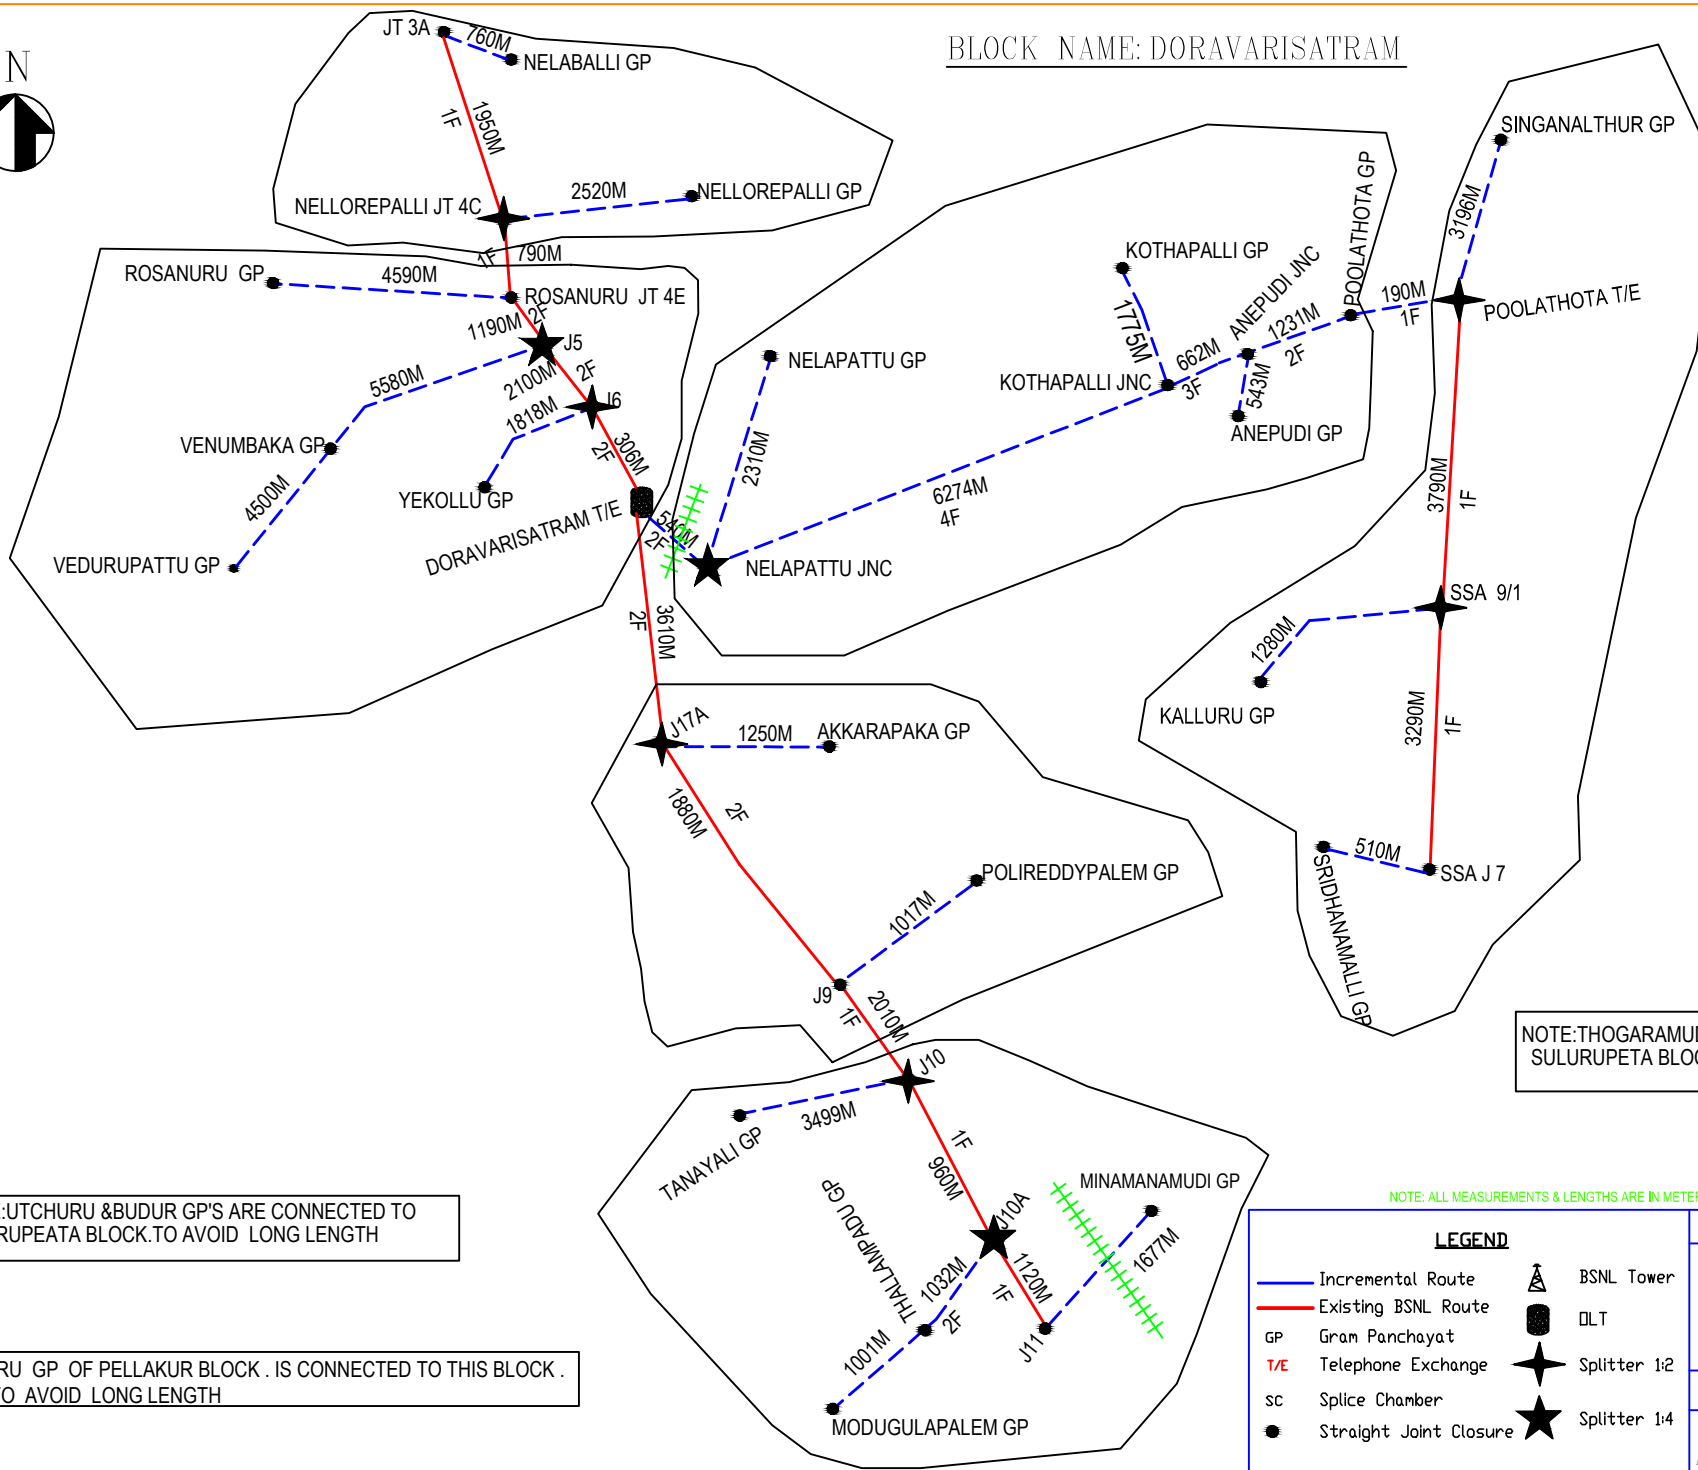 BLOCK NAME: DORAVARISATRAM
N
JT 3A
760M
NELABALLI GP
1950M
1F
NELLOREPALLI JT 4C
2520M
NELLOREPALLI GP
1F
790M
ROSANURU GP
4590M
ROSANURU JT 4E
1190M
2F
J5
5580M
2100M
2F
J6
1818M
VENUMBAKA GP
306M
2F
YEKOLLU GP
4500M
VEDURUPATTU GP
DORAVARISATRAM T/E
2F
NELAPATTU GP
2310M
NELAPATTU JNC
6274M
4F
KOTHAPALLI GP
1775M
KOTHAPALLI JNC
662M
3F
ANEPUDI JNC
543M
ANEPUDI GP
1231M
2F
POOLATHOTA GP
190M
1F
POOLATHOTA T/E
SINGANALTHUR GP
3196M
3790M
1F
SSA 9/1
1280M
KALLURU GP
3290M
1F
510M
SRIDHANAMALLI GP
SSA J 7
3610M
2F
J17A
1250M
AKKARAPAKA GP
1880M
2F
POLIREDDYPALEM GP
1017M
J9
2010M
1F
J10
3499M
TANAYALI GP
1F
960M
J10A
THALLAMPADU GP
1032M
2F
1001M
MODUGULAPALEM GP
1120M
1F
J11
MINAMANAMUDI GP
1677M
NOTE:THOGARAMU
SULURUPETA BLOC
:UTCHURU &BUDUR GP'S ARE CONNECTED TO
RUPEATA BLOCK.TO AVOID LONG LENGTH
RU GP OF PELLAKUR BLOCK . IS CONNECTED TO THIS BLOCK .
TO AVOID LONG LENGTH
NOTE: ALL MEASUREMENTS & LENGTHS ARE IN METER
LEGEND
Incremental Route
Existing BSNL Route
GP Gram Panchayat
T/E Telephone Exchange
SC Splice Chamber
Straight Joint Closure
BSNL Tower
OLT
Splitter 1:2
Splitter 1:4